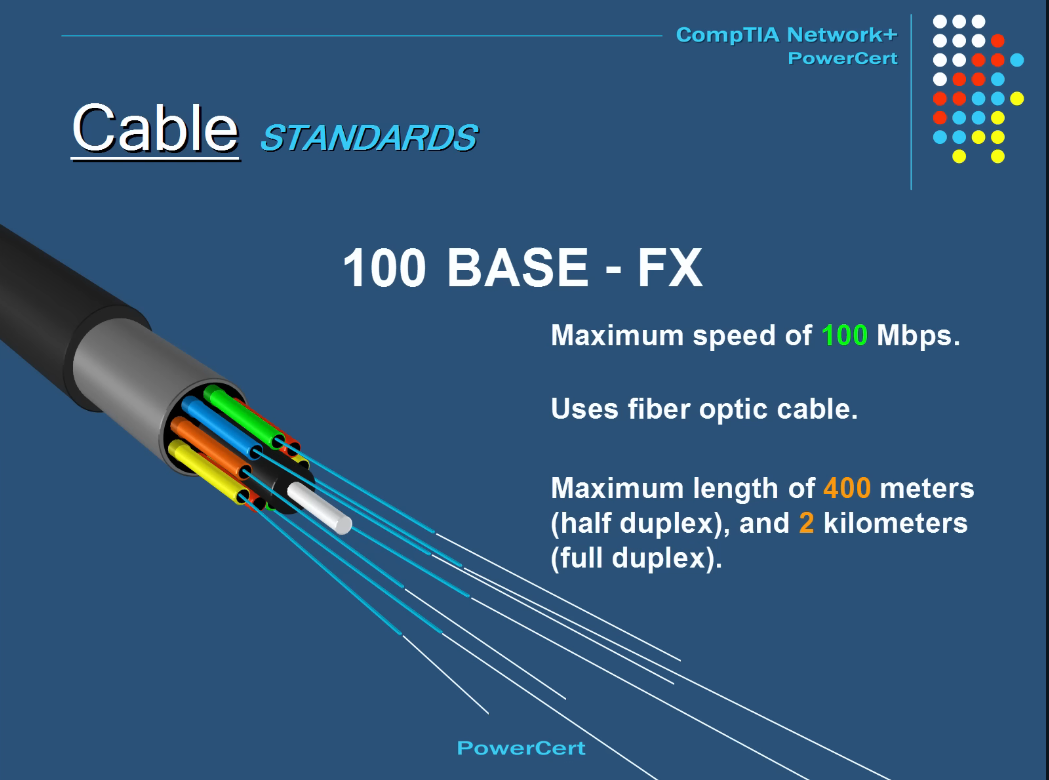 CompTIA Network+
PowerCert
Cable STANDARDS
100 BASE - FX
Maximum speed of 100 Mbps.
Uses fiber optic cable.
Maximum length of 400 meters
(half duplex), and 2 kilometers
(full duplex).
PowerCert